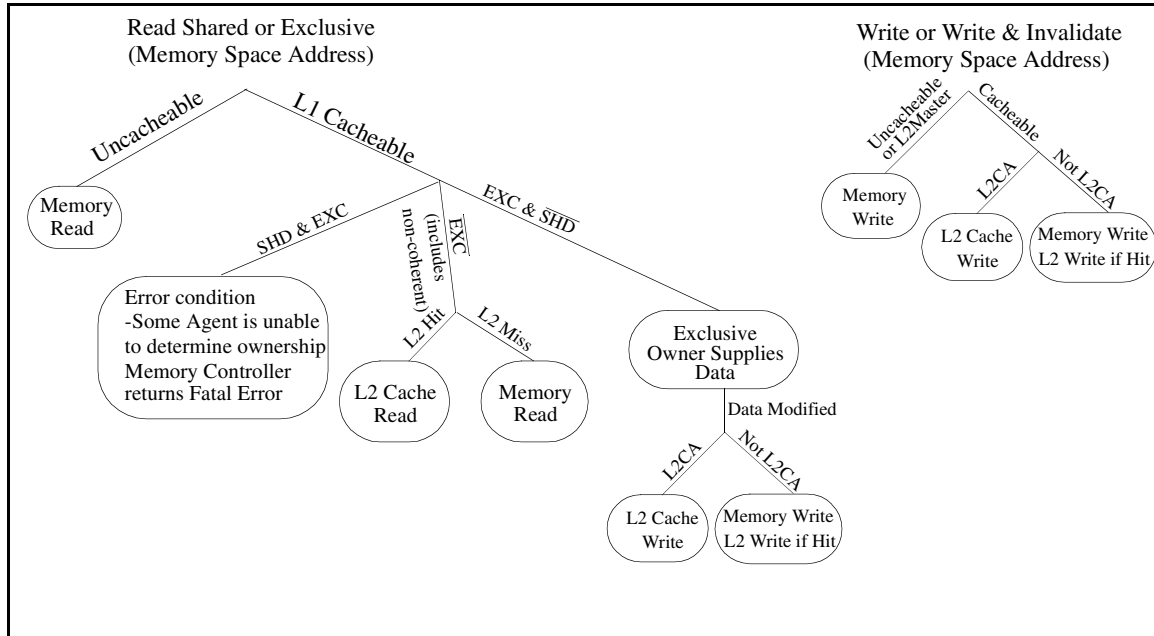 Read Shared or Exclusive
(Memory Space Address)
Uncacheable
L1 Cacheable
Memory
Read
SHD & EXC
E̅X̅C̅
(includes
non-coherent)
EXC & S̅H̅D̅
Error condition
-Some Agent is unable
to determine ownership
Memory Controller
returns Fatal Error
L2 Hit
L2 Miss
L2 Cache
Read
Memory
Read
Exclusive
Owner Supplies
Data
Data Modified
L2CA
Not L2CA
L2 Cache
Write
Memory Write
L2 Write if Hit
Write or Write & Invalidate
(Memory Space Address)
Uncacheable
or L2Master
Cacheable
Memory
Write
L2CA
Not L2CA
L2 Cache
Write
Memory Write
L2 Write if Hit